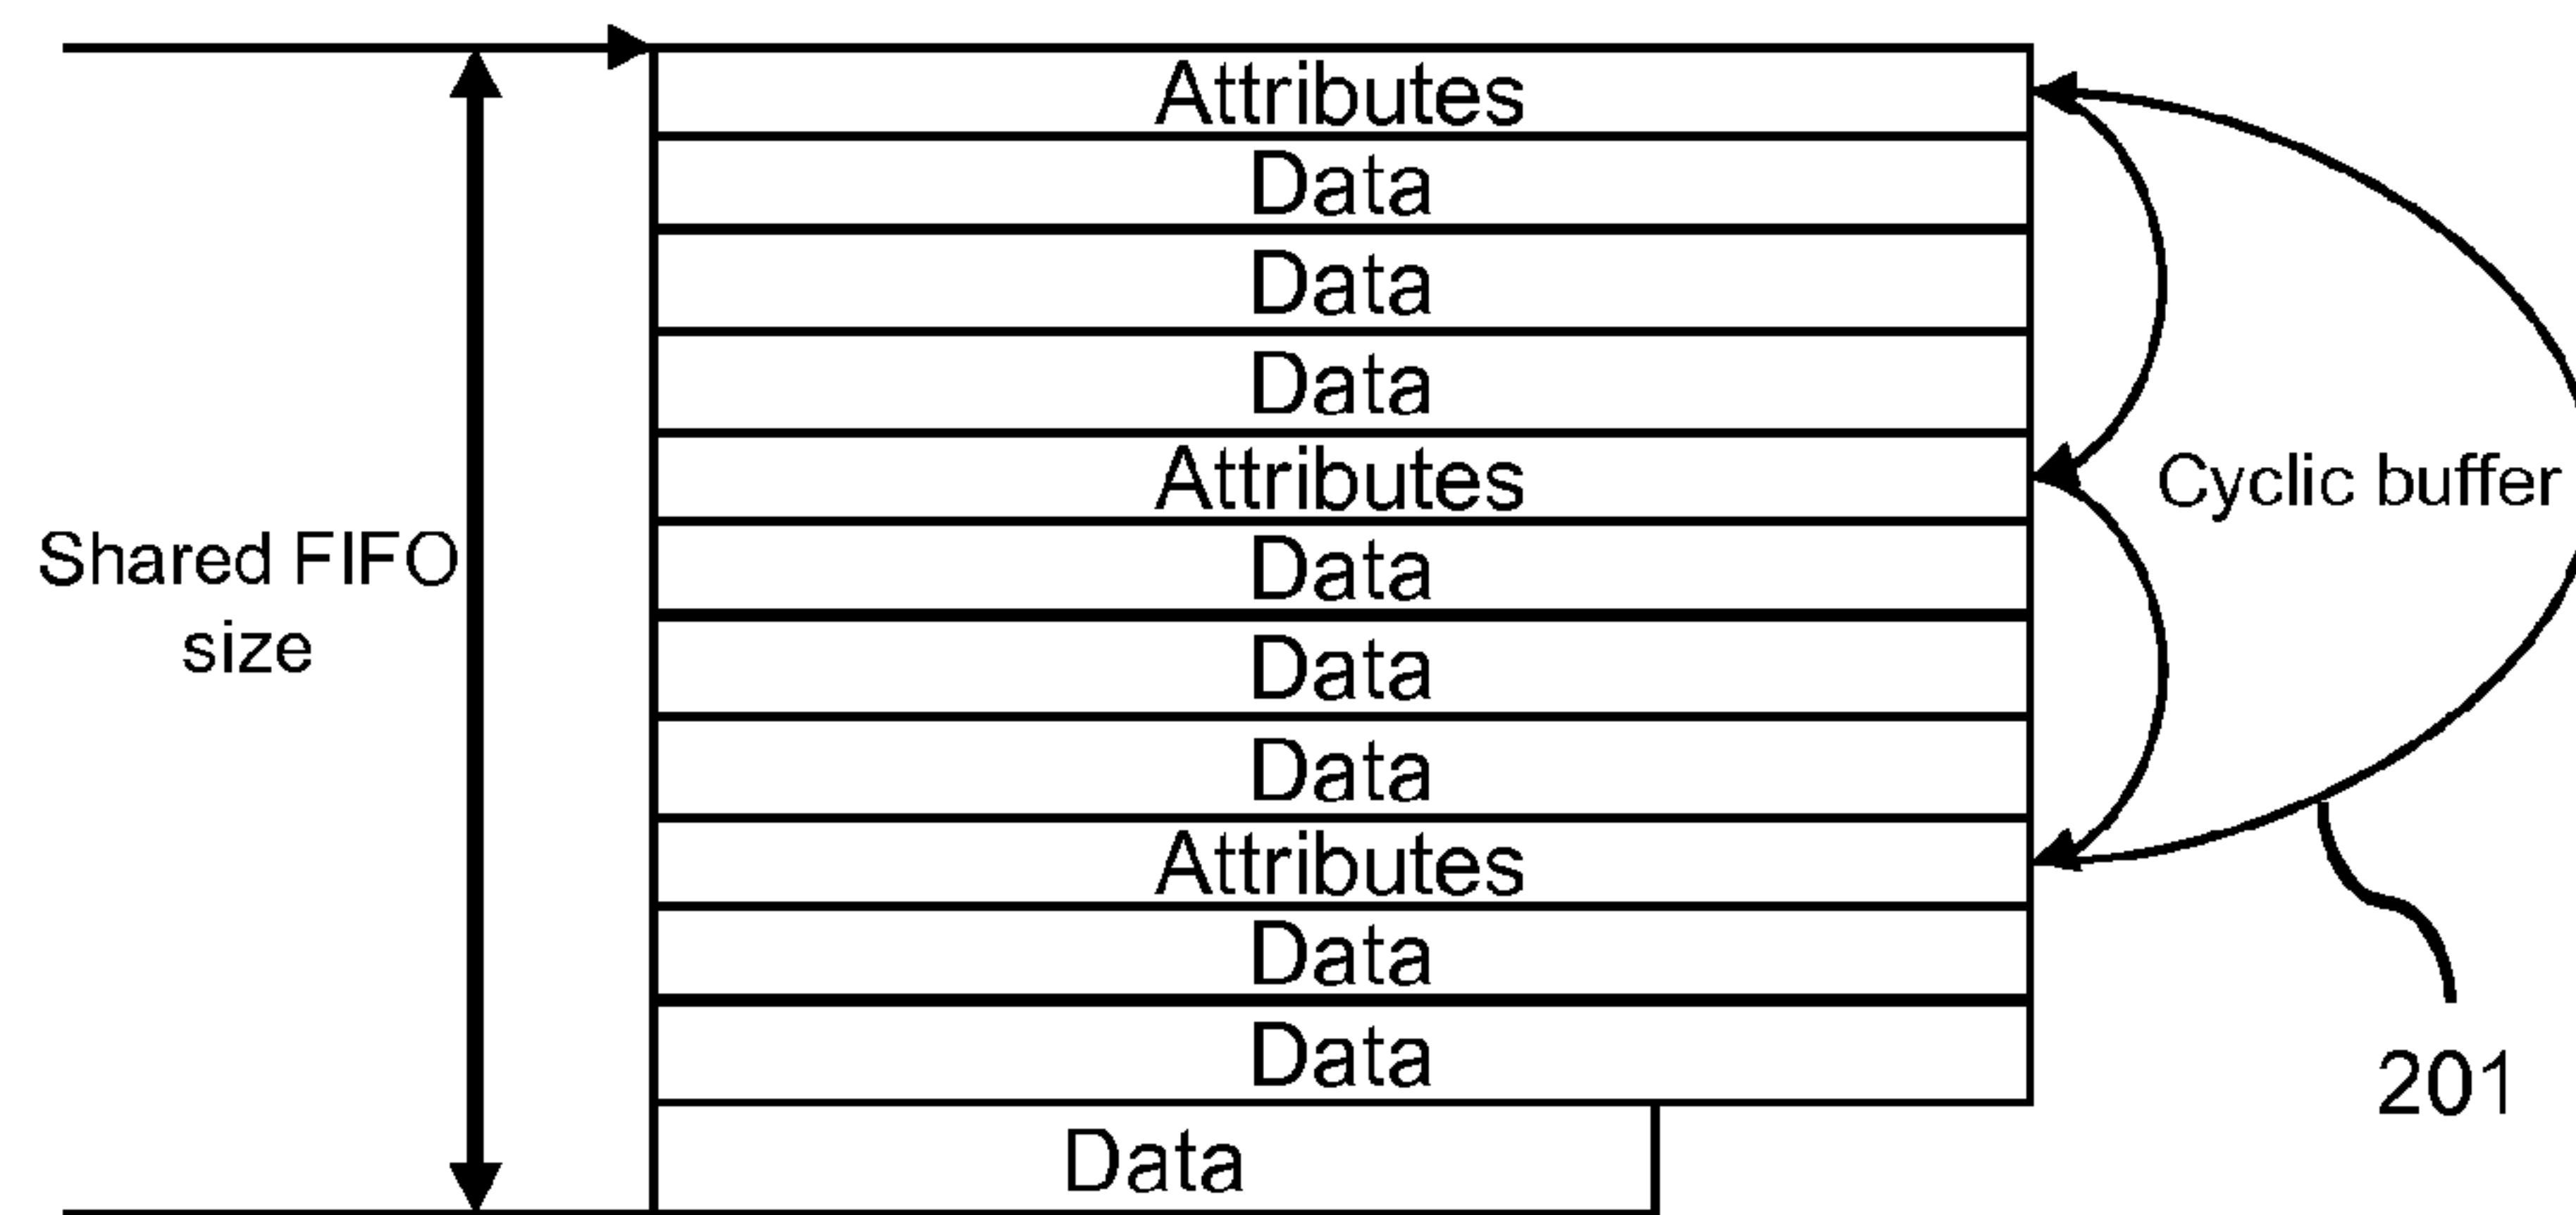 Attributes
Data
Data
Data
Attributes
Data
Data
Data
Attributes
Data
Data
Data
Shared FIFO
size
Cyclic buffer
201